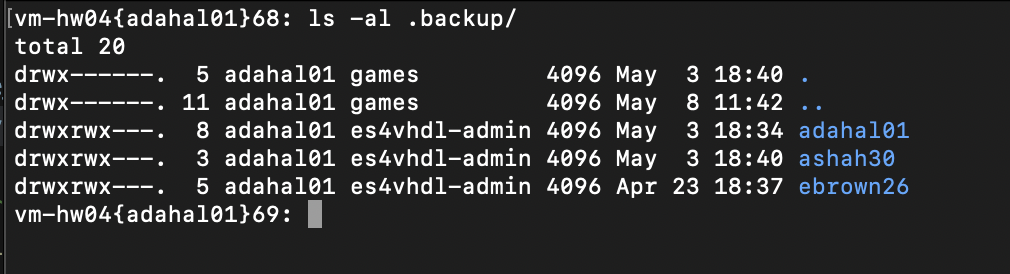 [vm-hw04{adahal01}68: ls -al .backup/
total 20
drwx------.  5 adahal01 games         4096 May  3 18:40 .
drwx------. 11 adahal01 games         4096 May  8 11:42 ..
drwxrwx---.  8 adahal01 es4vhdl-admin 4096 May  3 18:34 adahal01
drwxrwx---.  3 adahal01 es4vhdl-admin 4096 May  3 18:40 ashah30
drwxrwx---.  5 adahal01 es4vhdl-admin 4096 Apr 23 18:37 ebrown26
vm-hw04{adahal01}69: